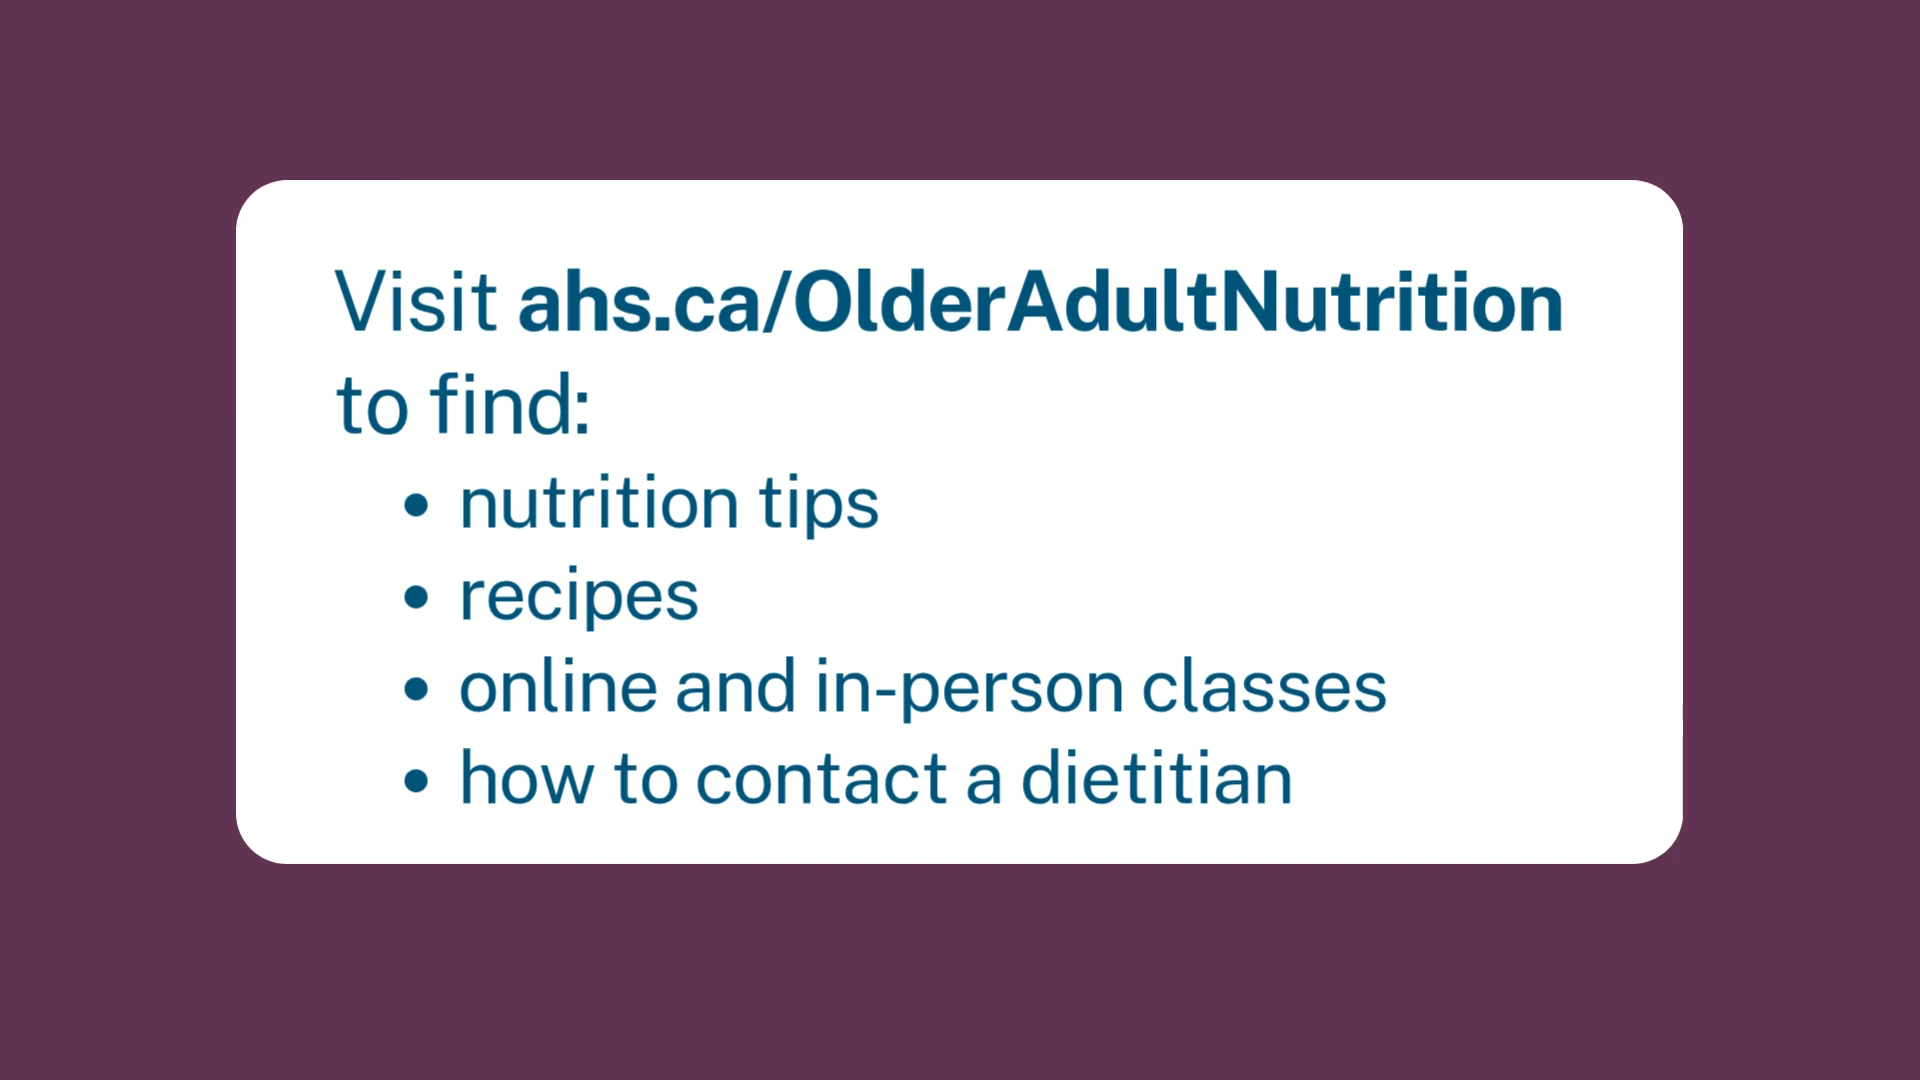 Visit ahs.ca/OlderAdultNutrition
to find:
• nutrition tips
• recipes
• online and in-person classes
• how to contact a dietitian